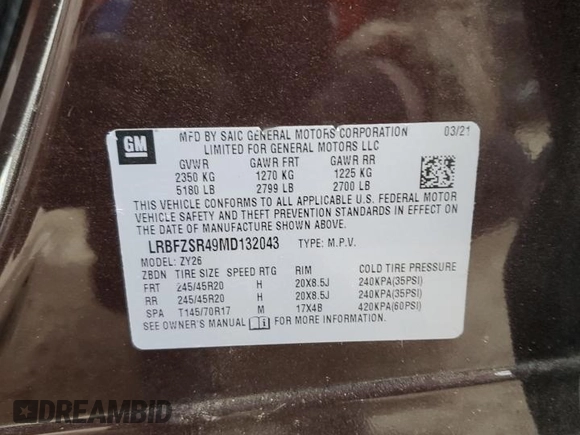 GM
MFD BY SAIC GENERAL MOTORS CORPORATION 03/21
LIMITED FOR GENERAL MOTORS LLC
GVWR GAWR FRT GAWR RR
2350 KG 1270 KG 1225 KG
5180 LB 2799 LB 2700 LB
THIS VEHICLE CONFORMS TO ALL APPLICABLE U.S. FEDERAL MOTOR
VEHICLE SAFETY AND THEFT PREVENTION STANDARDS IN EFFECT ON
THE DATE OF MANUFACTURE SHOWN ABOVE.
LRBFZSR49MD132043 TYPE: M.P.V.
MODEL: ZY26
ZBDN TIRE SIZE SPEED RTG RIM COLD TIRE PRESSURE
FRT 245/45R20 H 20X8.5J 240KPA(35PSI)
RR 245/45R20 H 20X8.5J 240KPA(35PSI)
SPA T145/70R17 M 17X4B 420KPA(60PSI)
SEE OWNER'S MANUAL FOR MORE INFORMATION.
DREAMBID